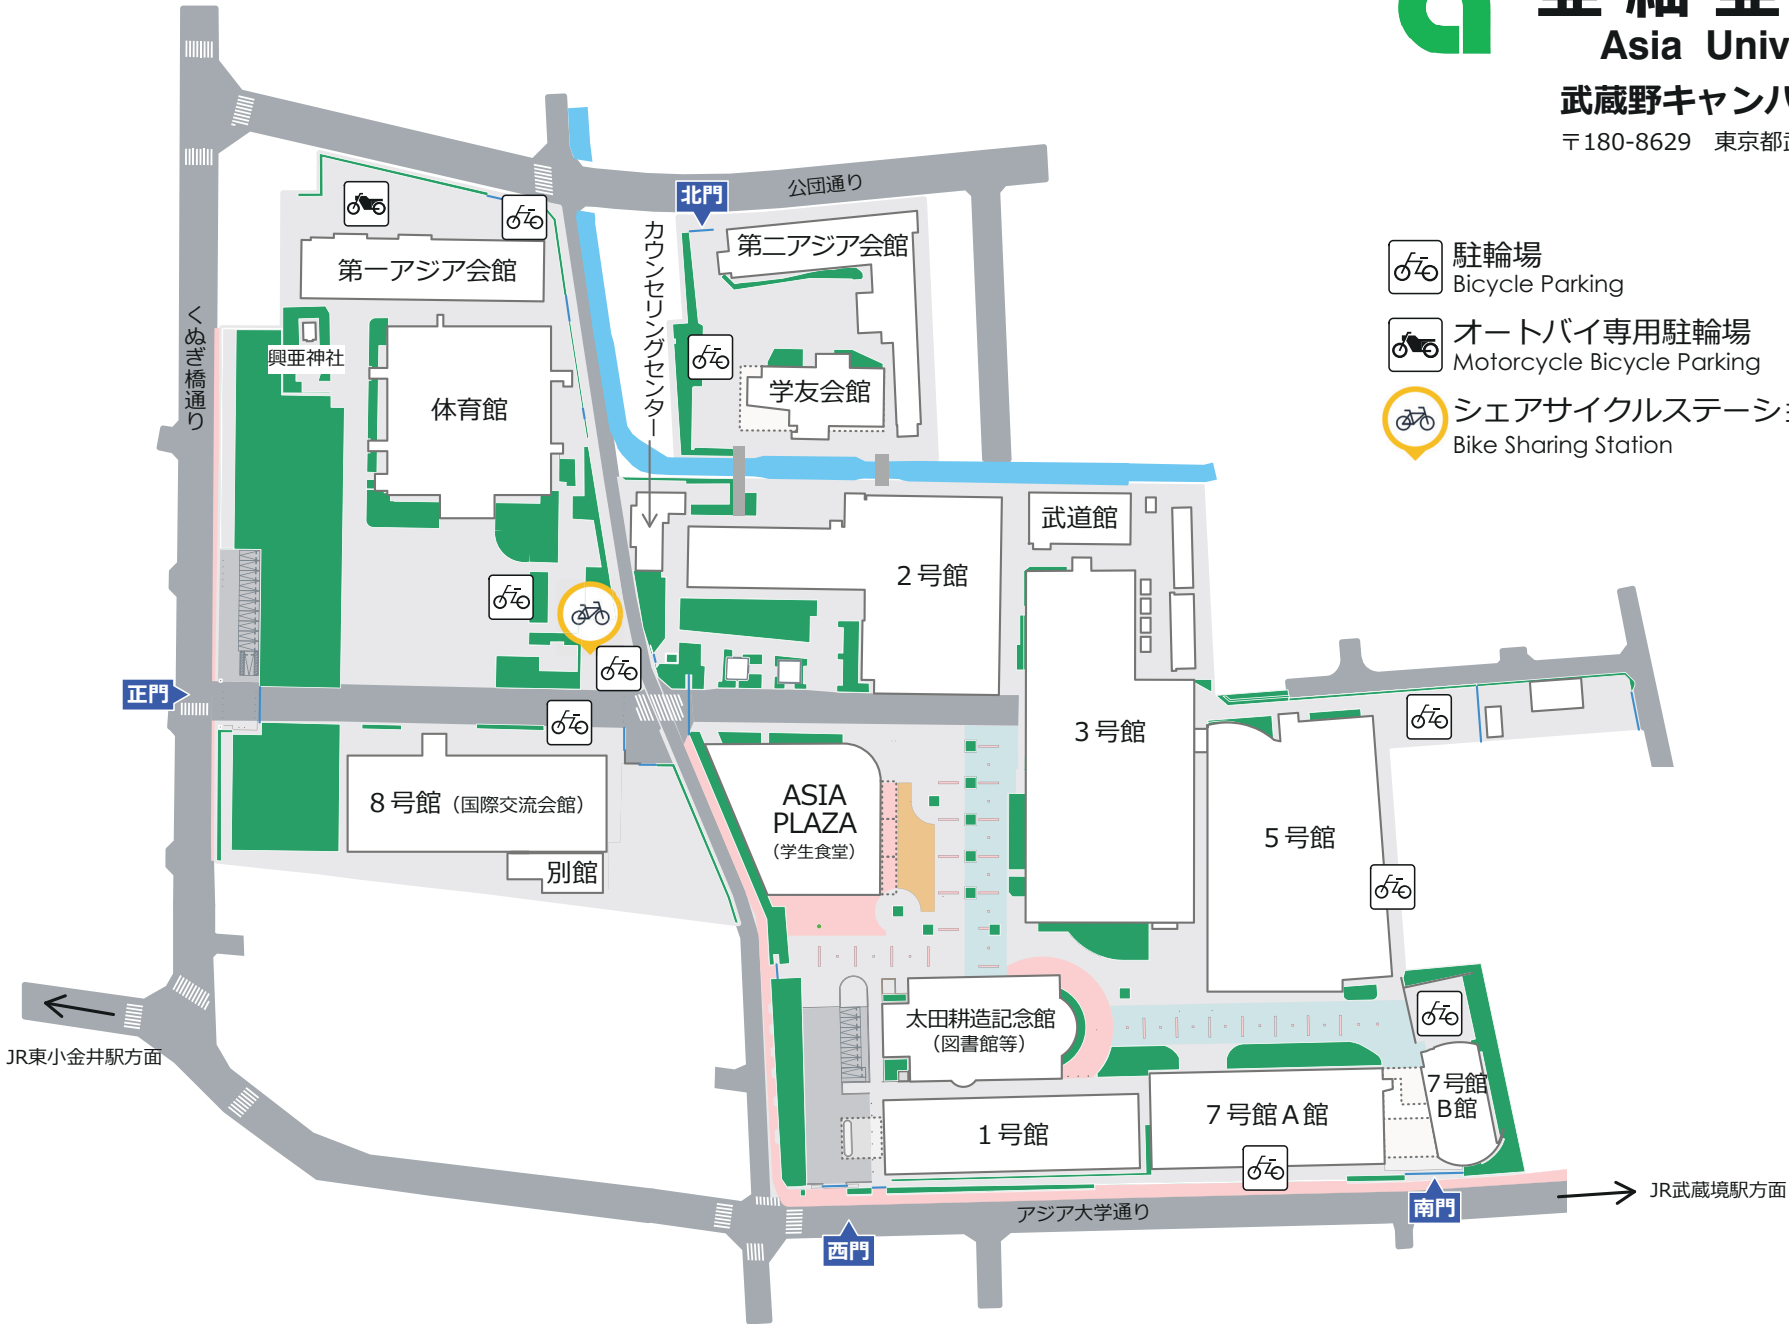 亜細亜
Asia Univ
武蔵野キャンパ
〒180-8629 東京都武
駐輪場
Bicycle Parking
オートバイ専用駐輪場
Motorcycle Bicycle Parking
シェアサイクルステーショ
Bike Sharing Station
公団通り
北門
カウンセリングセンター
第二アジア会館
第一アジア会館
くぬぎ橋通り
興亜神社
体育館
学友会館
武道館
2号館
正門
3号館
8号館(国際交流会館)
別館
ASIA
PLAZA
(学生食堂)
5号館
太田耕造記念館
(図書館等)
JR東小金井駅方面
7号館
B館
7号館A館
1号館
アジア大学通り
南門
JR武蔵境駅方面
西門